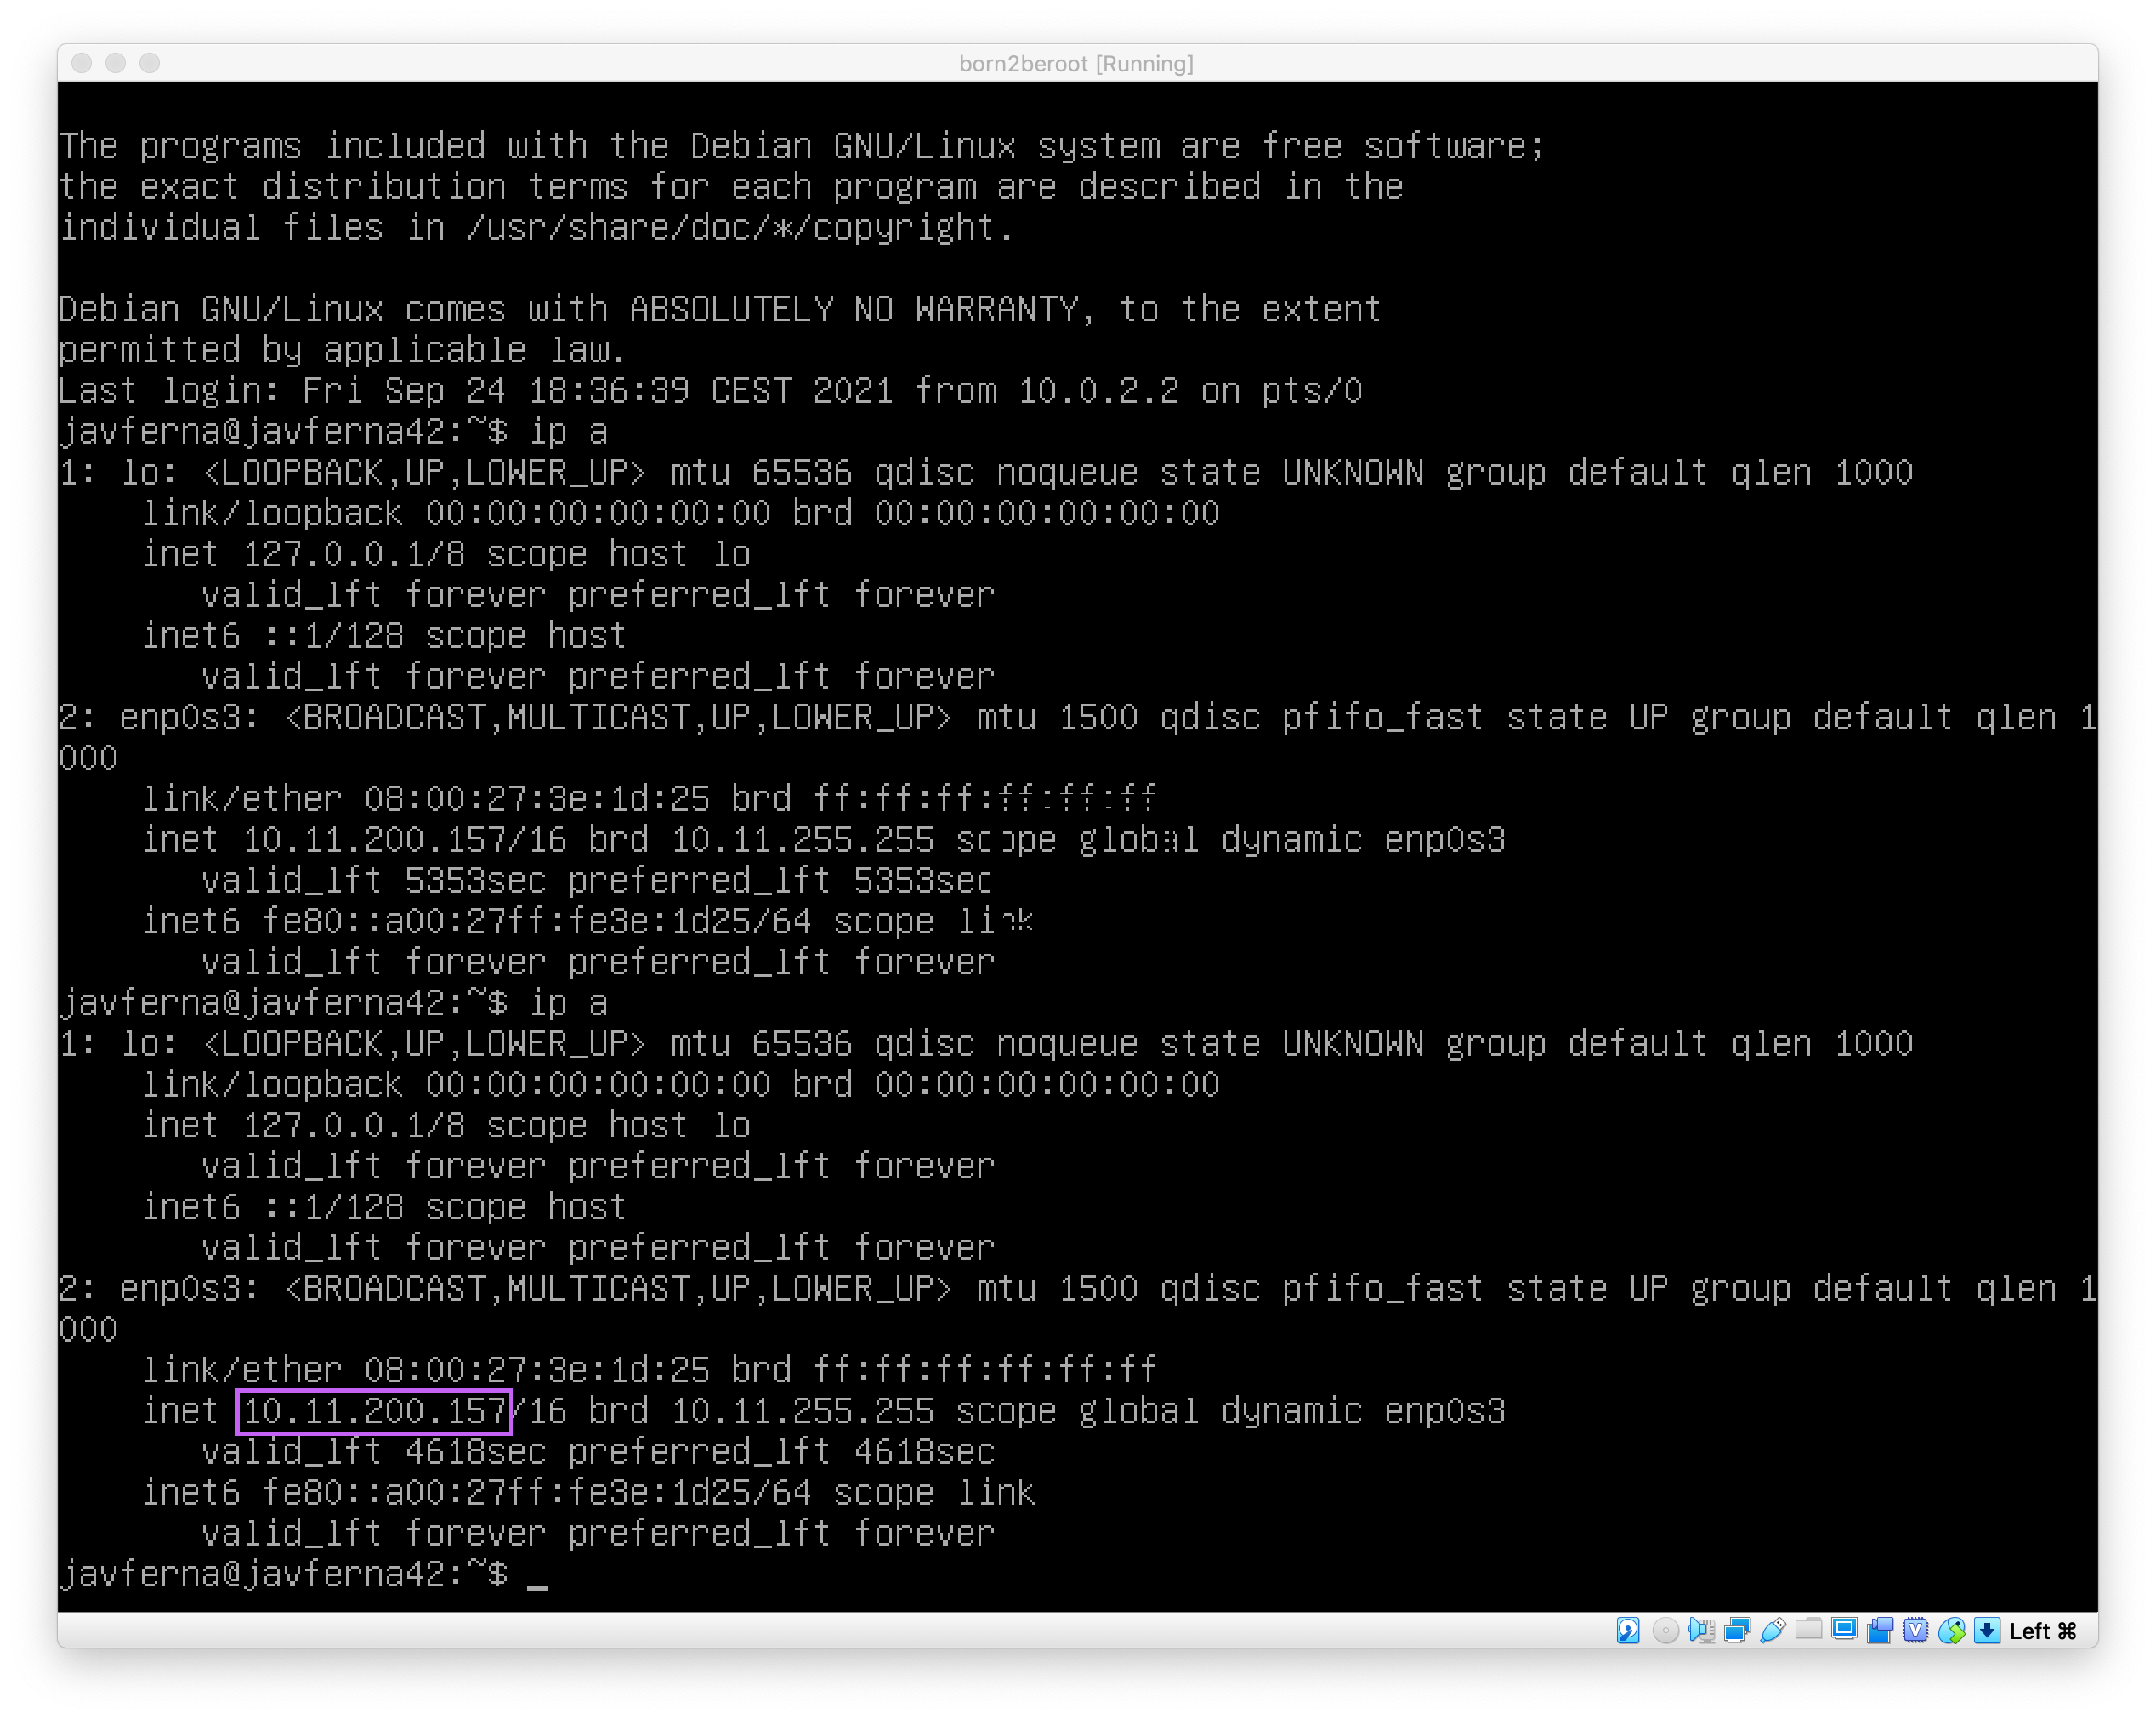 born2beroot [Running]
The programs included with the Debian GNU/Linux system are free software;
the exact distribution terms for each program are described in the
individual files in /usr/share/doc/*/copyright.
Debian GNU/Linux comes with ABSOLUTELY NO WARRANTY, to the extent
permitted by applicable law.
Last login: Fri Sep 24 18:36:39 CEST 2021 from 10.0.2.2 on pts/0
javferna@javferna42:~$ ip a
1: lo: <LOOPBACK,UP,LOWER_UP> mtu 65536 qdisc noqueue state UNKNOWN group default qlen 1000
link/loopback 00:00:00:00:00:00 brd 00:00:00:00:00:00
inet 127.0.0.1/8 scope host lo
valid_lft forever preferred_lft forever
inet6 ::1/128 scope host
valid_lft forever preferred_lft forever
2: enp0s3: <BROADCAST,MULTICAST,UP,LOWER_UP> mtu 1500 qdisc pfifo_fast state UP group default qlen 1
000
link/ether 08:00:27:3e:1d:25 brd ff:ff:ff:ff:ff:ff
inet 10.11.200.157/16 brd 10.11.255.255 scope global dynamic enp0s3
valid_lft 5353sec preferred_lft 5353sec
inet6 fe80::a00:27ff:fe3e:1d25/64 scope link
valid_lft forever preferred_lft forever
javferna@javferna42:~$ ip a
1: lo: <LOOPBACK,UP,LOWER_UP> mtu 65536 qdisc noqueue state UNKNOWN group default qlen 1000
link/loopback 00:00:00:00:00:00 brd 00:00:00:00:00:00
inet 127.0.0.1/8 scope host lo
valid_lft forever preferred_lft forever
inet6 ::1/128 scope host
valid_lft forever preferred_lft forever
2: enp0s3: <BROADCAST,MULTICAST,UP,LOWER_UP> mtu 1500 qdisc pfifo_fast state UP group default qlen 1
000
link/ether 08:00:27:3e:1d:25 brd ff:ff:ff:ff:ff:ff
inet 10.11.200.157/16 brd 10.11.255.255 scope global dynamic enp0s3
valid_lft 4618sec preferred_lft 4618sec
inet6 fe80::a00:27ff:fe3e:1d25/64 scope link
valid_lft forever preferred_lft forever
javferna@javferna42:~$ _
Left ⌘